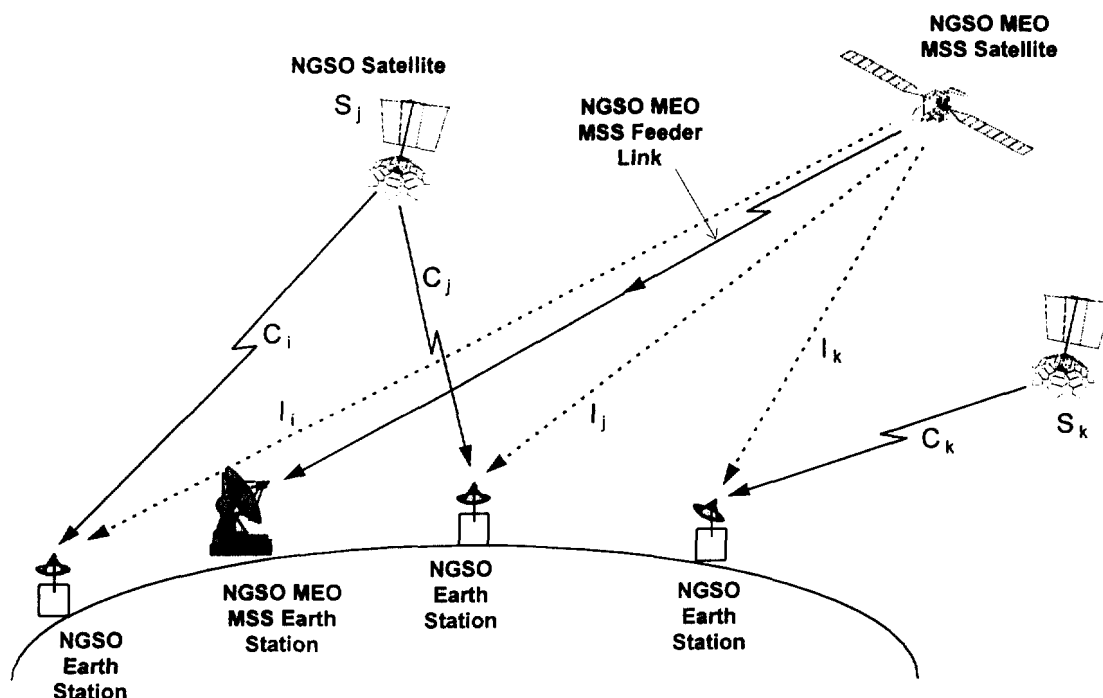 NGSO MEO
MSS Satellite
NGSO Satellite
S j
NGSO MEO
MSS Feeder
Link
C j
C i
I k
I i
I j
S k
C k
NGSO
Earth
Station
NGSO MEO
MSS Earth
Station
NGSO
Earth
Station
NGSO
Earth
Station